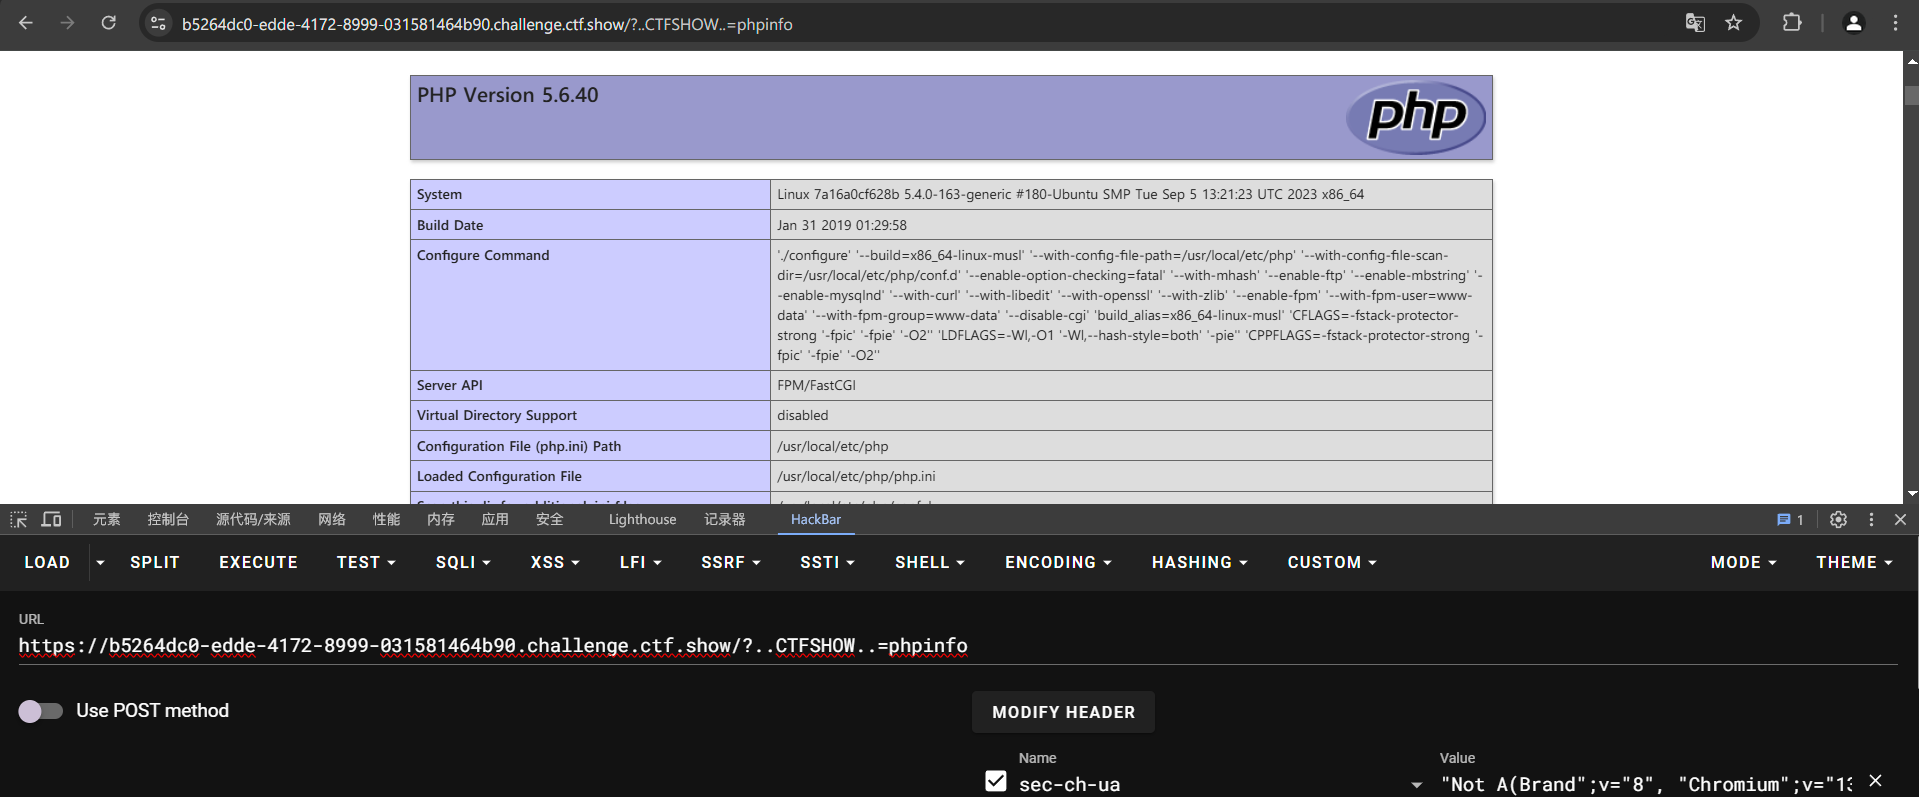 b5264dc0-edde-4172-8999-031581464b90.challenge.ctf.show/?..CTFSHOW..=phpinfo
PHP Version 5.6.40
php
System
Linux 7a16a0cf628b 5.4.0-163-generic #180-Ubuntu SMP Tue Sep 5 13:21:23 UTC 2023 x86_64
Build Date
Jan 31 2019 01:29:58
Configure Command
'./configure' '--build=x86_64-linux-musl' '--with-config-file-path=/usr/local/etc/php' '--with-config-file-scan-
dir=/usr/local/etc/php/conf.d' '--enable-option-checking=fatal' '--with-mhash' '--enable-ftp' '--enable-mbstring' '-
-enable-mysqlnd' '--with-curl' '--with-libedit' '--with-openssl' '--with-zlib' '--enable-fpm' '--with-fpm-user=www-
data' '--with-fpm-group=www-data' '--disable-cgi' 'build_alias=x86_64-linux-musl' 'CFLAGS=-fstack-protector-
strong '-fpic' '-fpie' '-O2'' 'LDFLAGS=-Wl,-O1 '-Wl,--hash-style=both' '-pie'' 'CPPFLAGS=-fstack-protector-strong '-
fpic' '-fpie' '-O2''
Server API
FPM/FastCGI
Virtual Directory Support
disabled
Configuration File (php.ini) Path
/usr/local/etc/php
Loaded Configuration File
/usr/local/etc/php/php.ini
元素 控制台 源代码/来源 网络 性能 内存 应用 安全 Lighthouse 记录器 HackBar 1
LOAD SPLIT EXECUTE TEST SQLI XSS LFI SSRF SSTI SHELL ENCODING HASHING CUSTOM MODE THEME
URL
https://b5264dc0-edde-4172-8999-031581464b90.challenge.ctf.show/?..CTFSHOW..=phpinfo
Use POST method
MODIFY HEADER
Name
Value
sec-ch-ua
"Not A(Brand";v="8", "Chromium";v="13